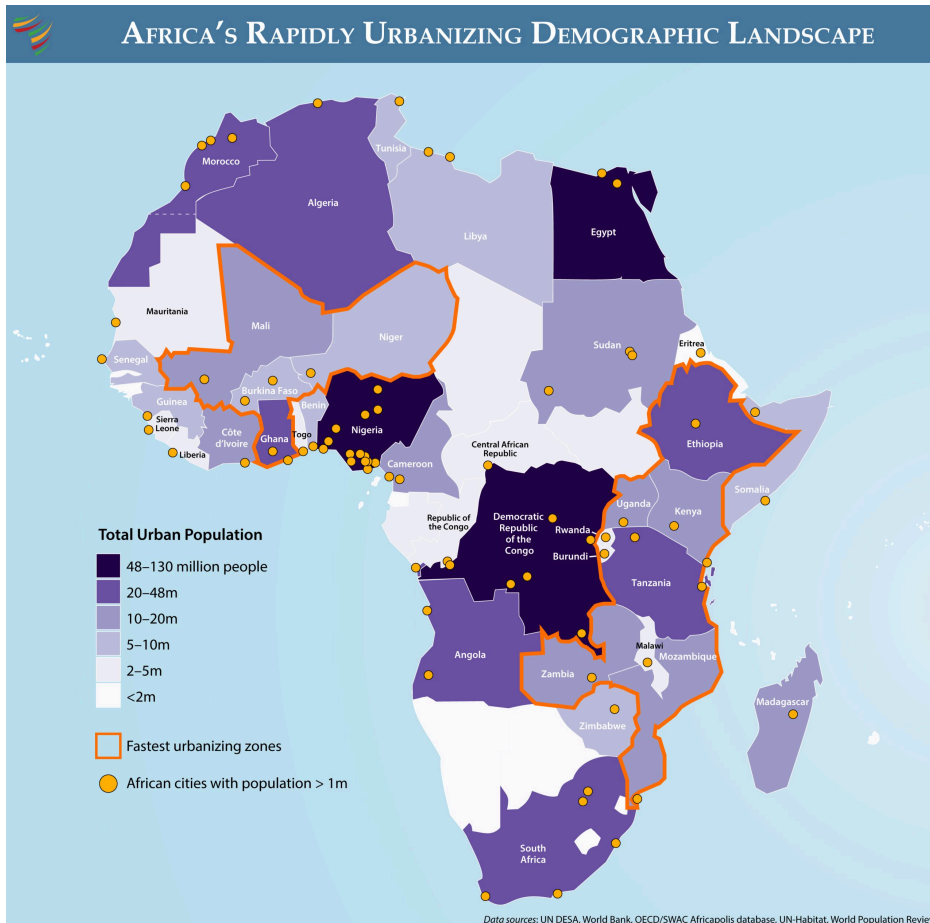 AFRICA'S RAPIDLY URBANIZING DEMOGRAPHIC LANDSCAPE
Tunisia
Morocco
Algeria
Libya
Egypt
Mauritania
Mali
Niger
Sudan
Eritrea
Senegal
Burkina Faso
Guinea
Benin
Sierra
Leone
Côte
d'Ivoire
Ghana
Togo
Nigeria
Liberia
Cameroon
Central African
Republic
Ethiopia
Somalia
Uganda
Kenya
Republic of
the Congo
Democratic
Republic
of the
Congo
Rwanda
Burundi
Tanzania
Total Urban Population
48–130 million people
20–48m
10–20m
5–10m
2–5m
<2m
Fastest urbanizing zones
African cities with population > 1m
Angola
Zambia
Malawi
Mozambique
Zimbabwe
Madagascar
South
Africa
Data sources: UN DESA, World Bank, OECD/SWAC Africapolis database, UN-Habitat, World Population Revie